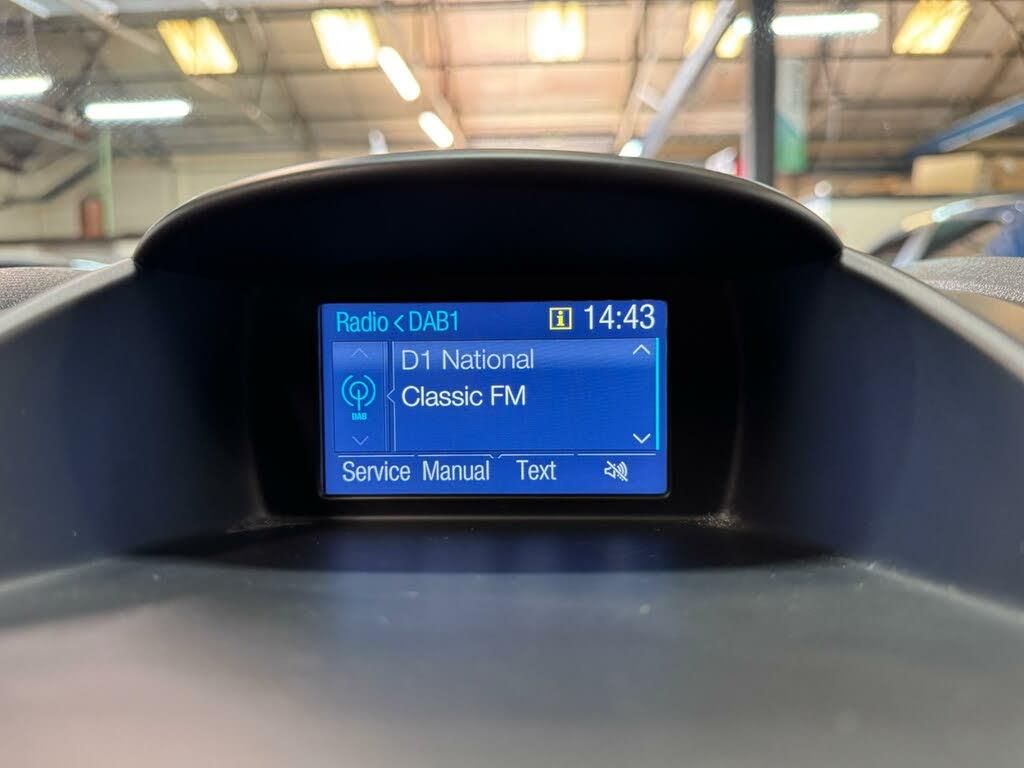 Radio < DAB1 i 14:43
D1 National
Classic FM
DAB
Service Manual Text